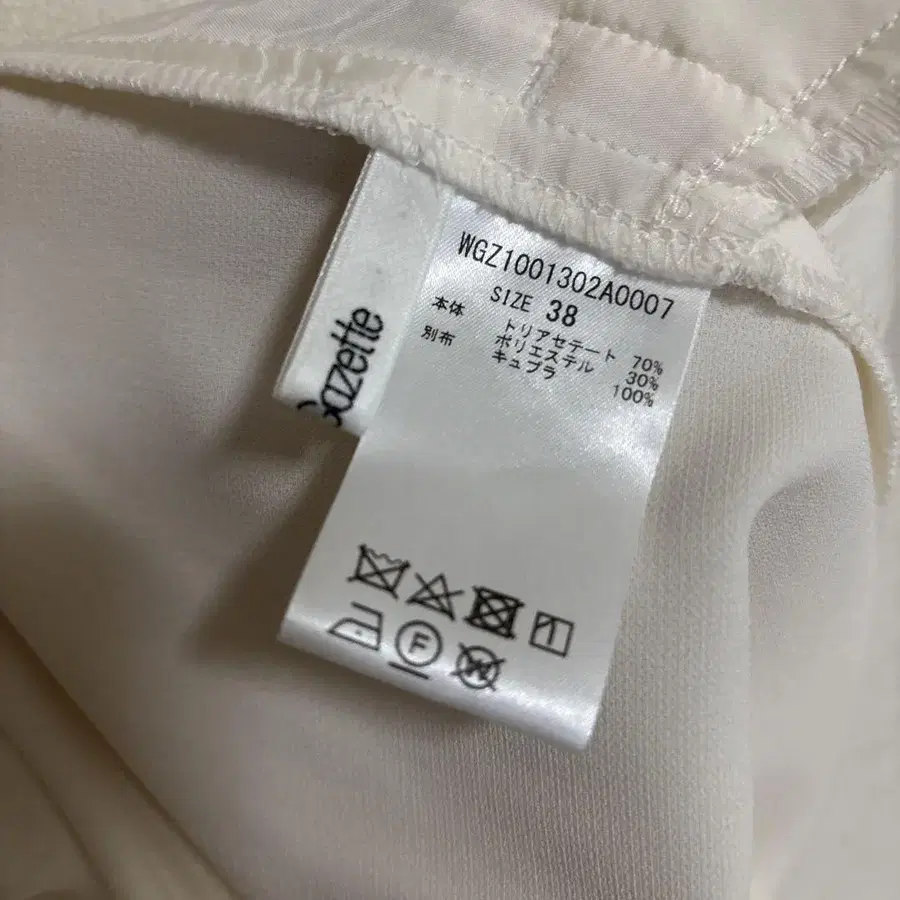 WGZ1001302A0007
SIZE 38
本体 トリアセテート 70%
ポリエステル 30%
別布 キュプラ 100%
Gazette
F
W